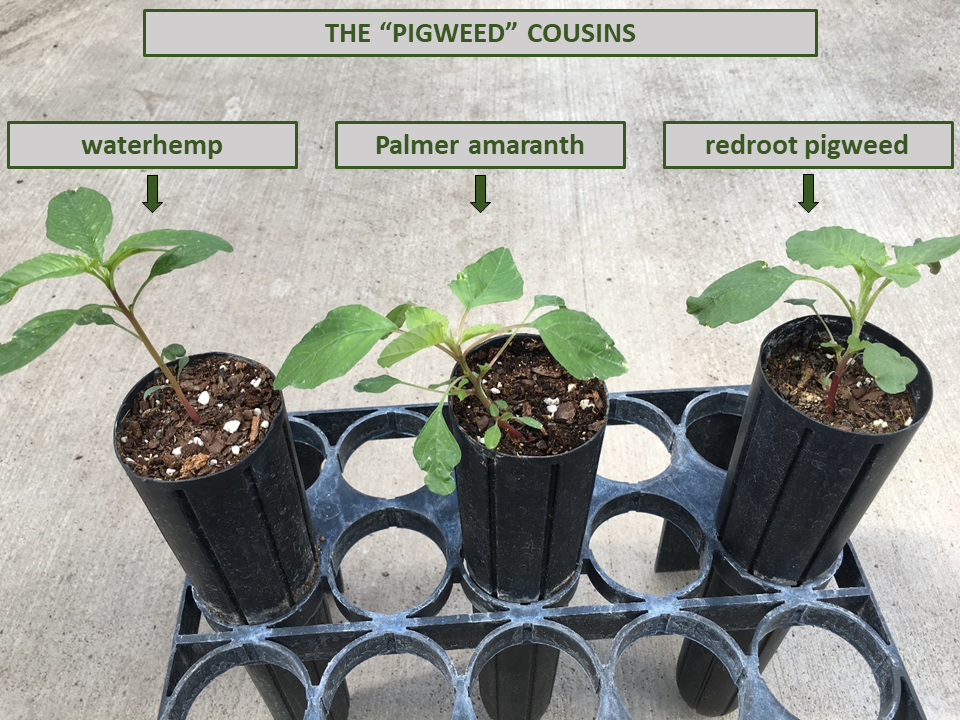 THE “PIGWEED” COUSINS
waterhemp
Palmer amaranth
redroot pigweed